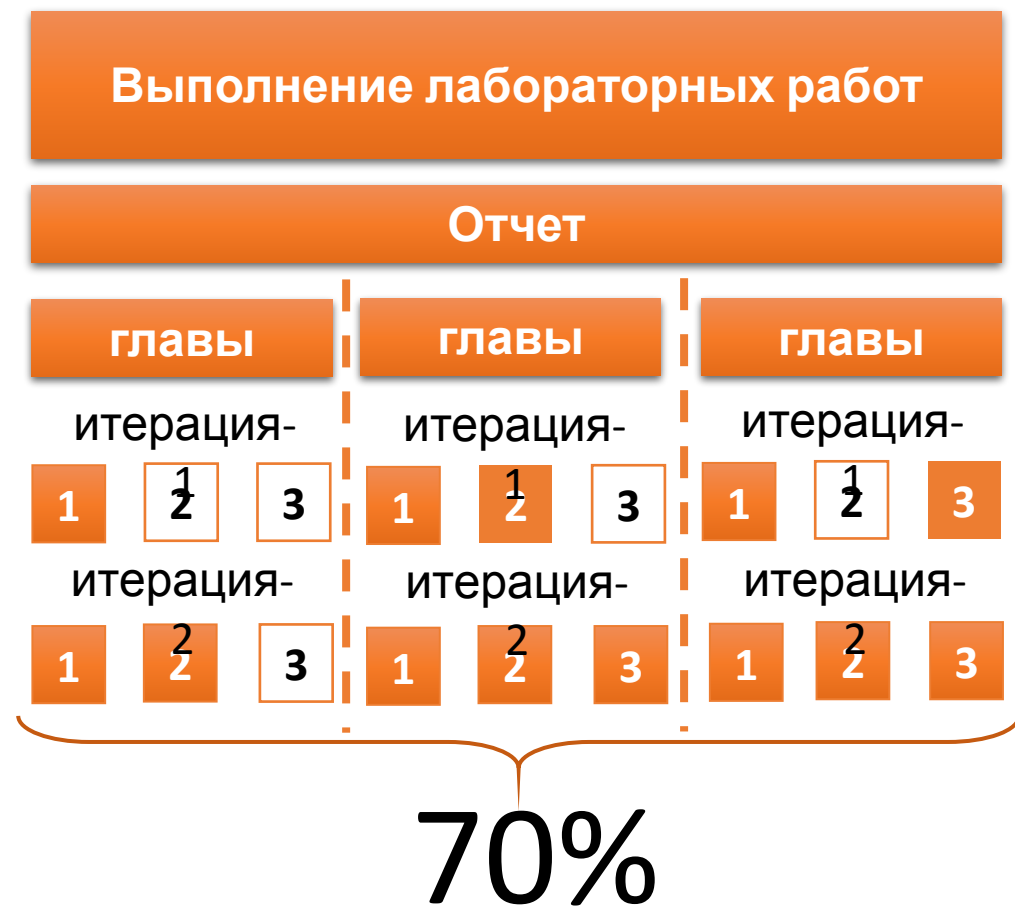 Выполнение лабораторных работ
Отчет
главы главы главы
итерация-1 итерация-1 итерация-1
1 2 3 1 2 3 1 2 3
итерация-2 итерация-2 итерация-2
1 2 3 1 2 3 1 2 3
70%